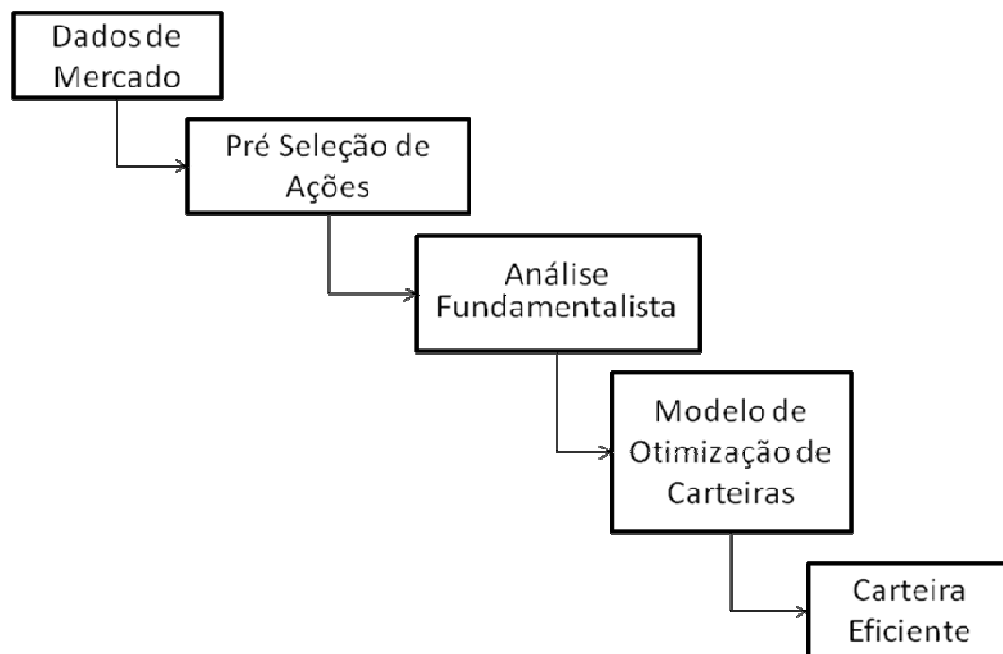 Dados de
Mercado
Pré Seleção de
Ações
Análise
Fundamentalista
Modelo de
Otimização de
Carteiras
Carteira
Eficiente